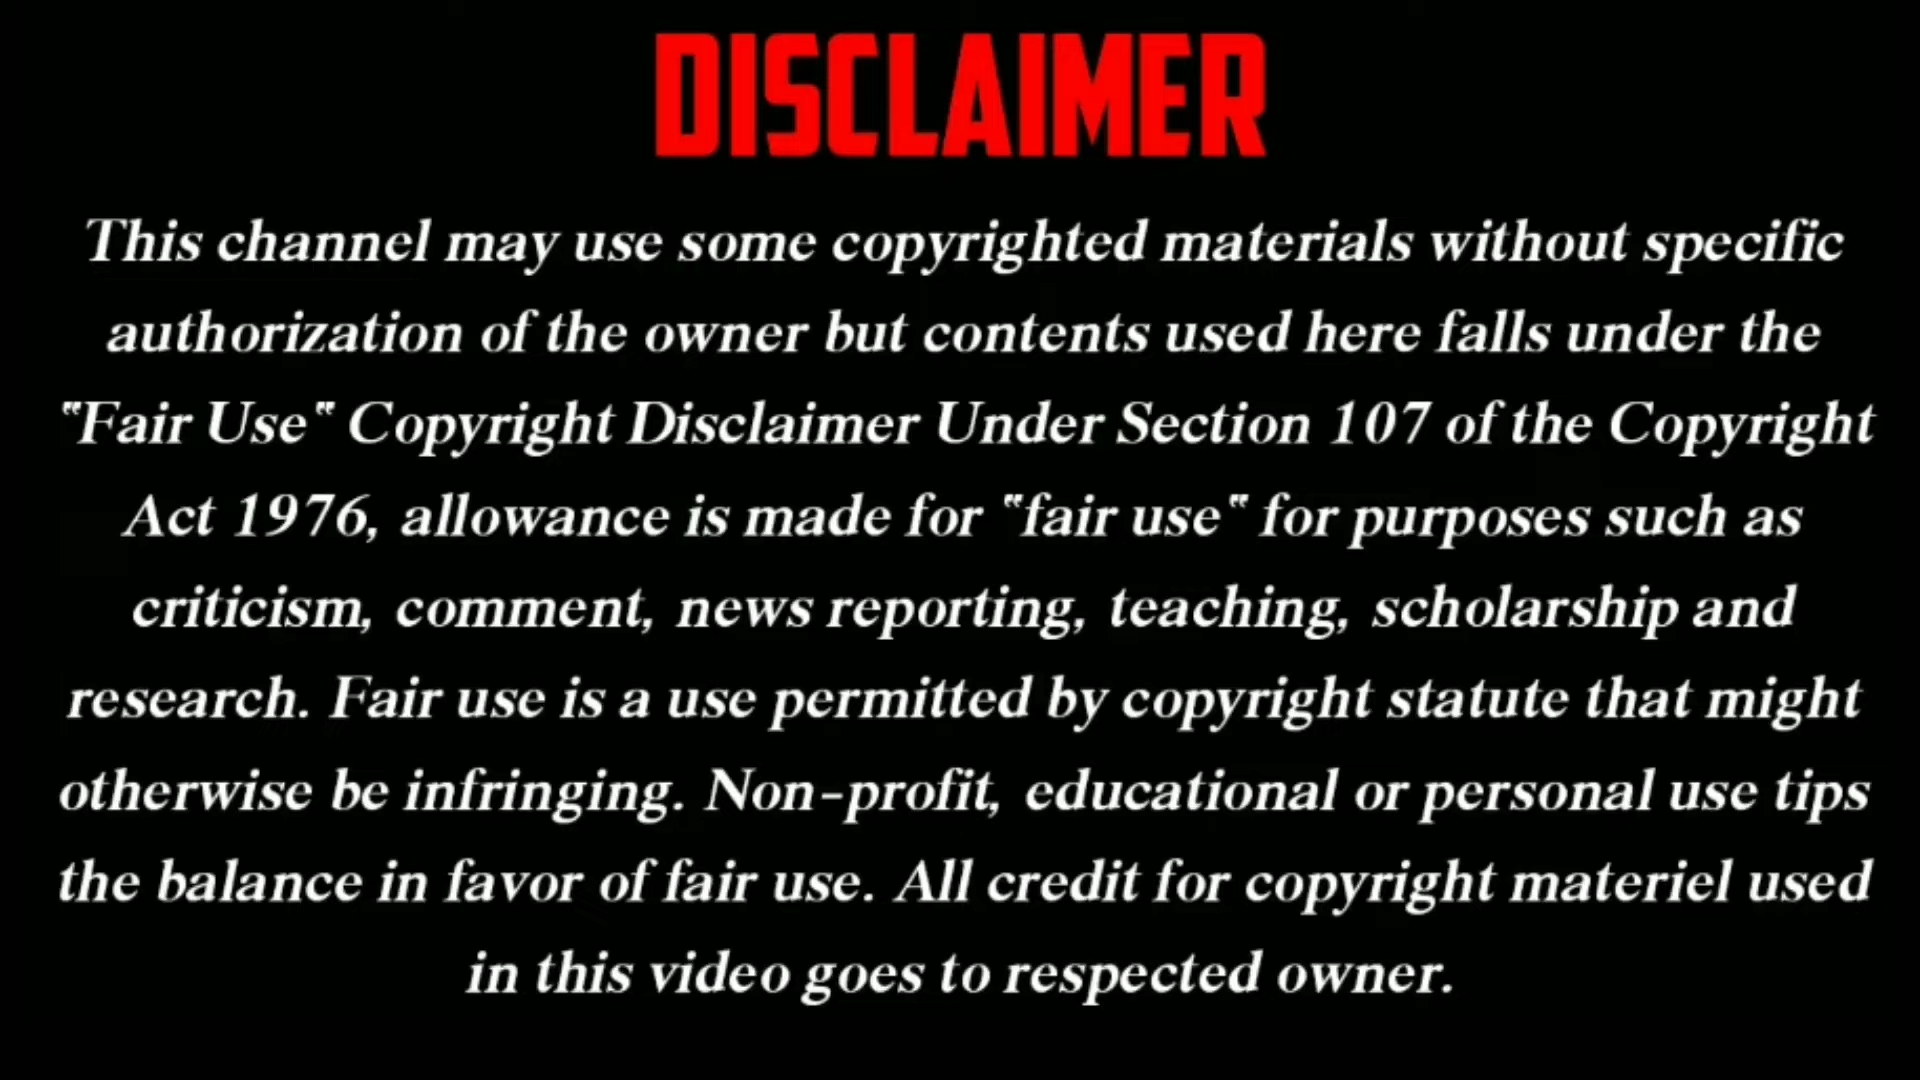 DISCLAIMER
This channel may use some copyrighted materials without specific
authorization of the owner but contents used here falls under the
"Fair Use" Copyright Disclaimer Under Section 107 of the Copyright
Act 1976, allowance is made for "fair use" for purposes such as
criticism, comment, news reporting, teaching, scholarship and
research. Fair use is a use permitted by copyright statute that might
otherwise be infringing. Non-profit, educational or personal use tips
the balance in favor of fair use. All credit for copyright materiel used
in this video goes to respected owner.